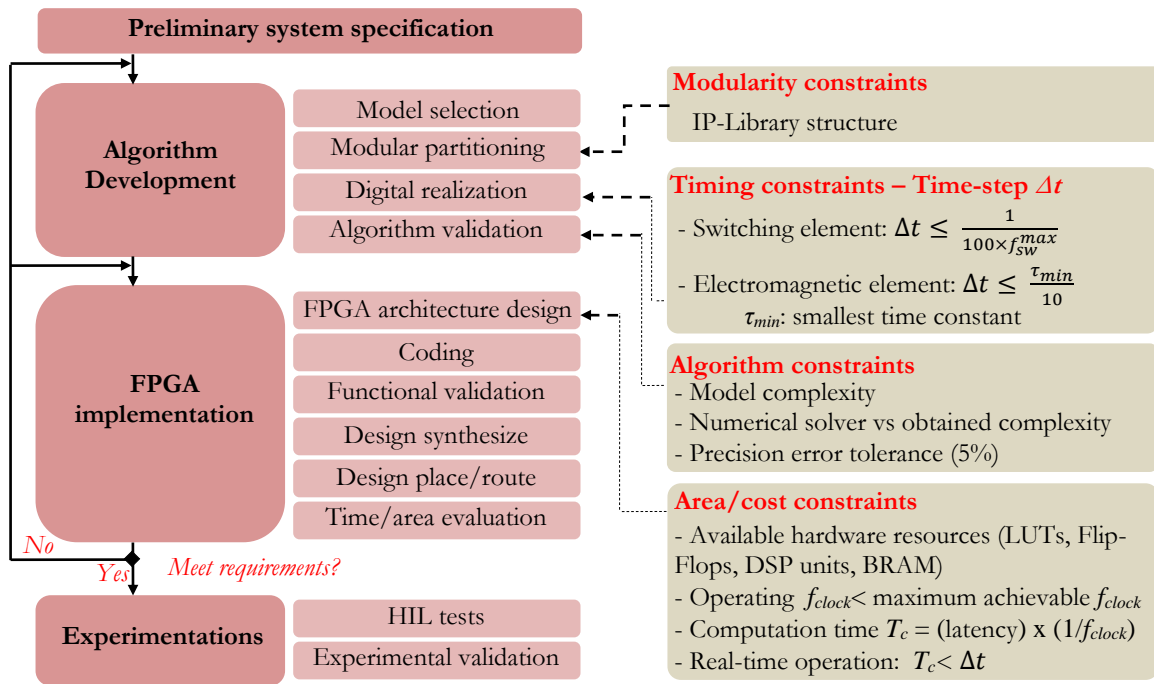 Preliminary system specification
Algorithm
Development
Model selection
Modular partitioning
Digital realization
Algorithm validation
FPGA
implementation
FPGA architecture design
Coding
Functional validation
Design synthesize
Design place/route
Time/area evaluation
No
Yes
Meet requirements?
Experimentations
HIL tests
Experimental validation
Modularity constraints
IP-Library structure
Timing constraints – Time-step Δt
- Switching element: Δt ≤ 1 / (100×f_sw^max)
- Electromagnetic element: Δt ≤ τ_min / 10
τ_min: smallest time constant
Algorithm constraints
- Model complexity
- Numerical solver vs obtained complexity
- Precision error tolerance (5%)
Area/cost constraints
- Available hardware resources (LUTs, Flip-
Flops, DSP units, BRAM)
- Operating f_clock< maximum achievable f_clock
- Computation time T_c = (latency) x (1/f_clock)
- Real-time operation: T_c< Δt